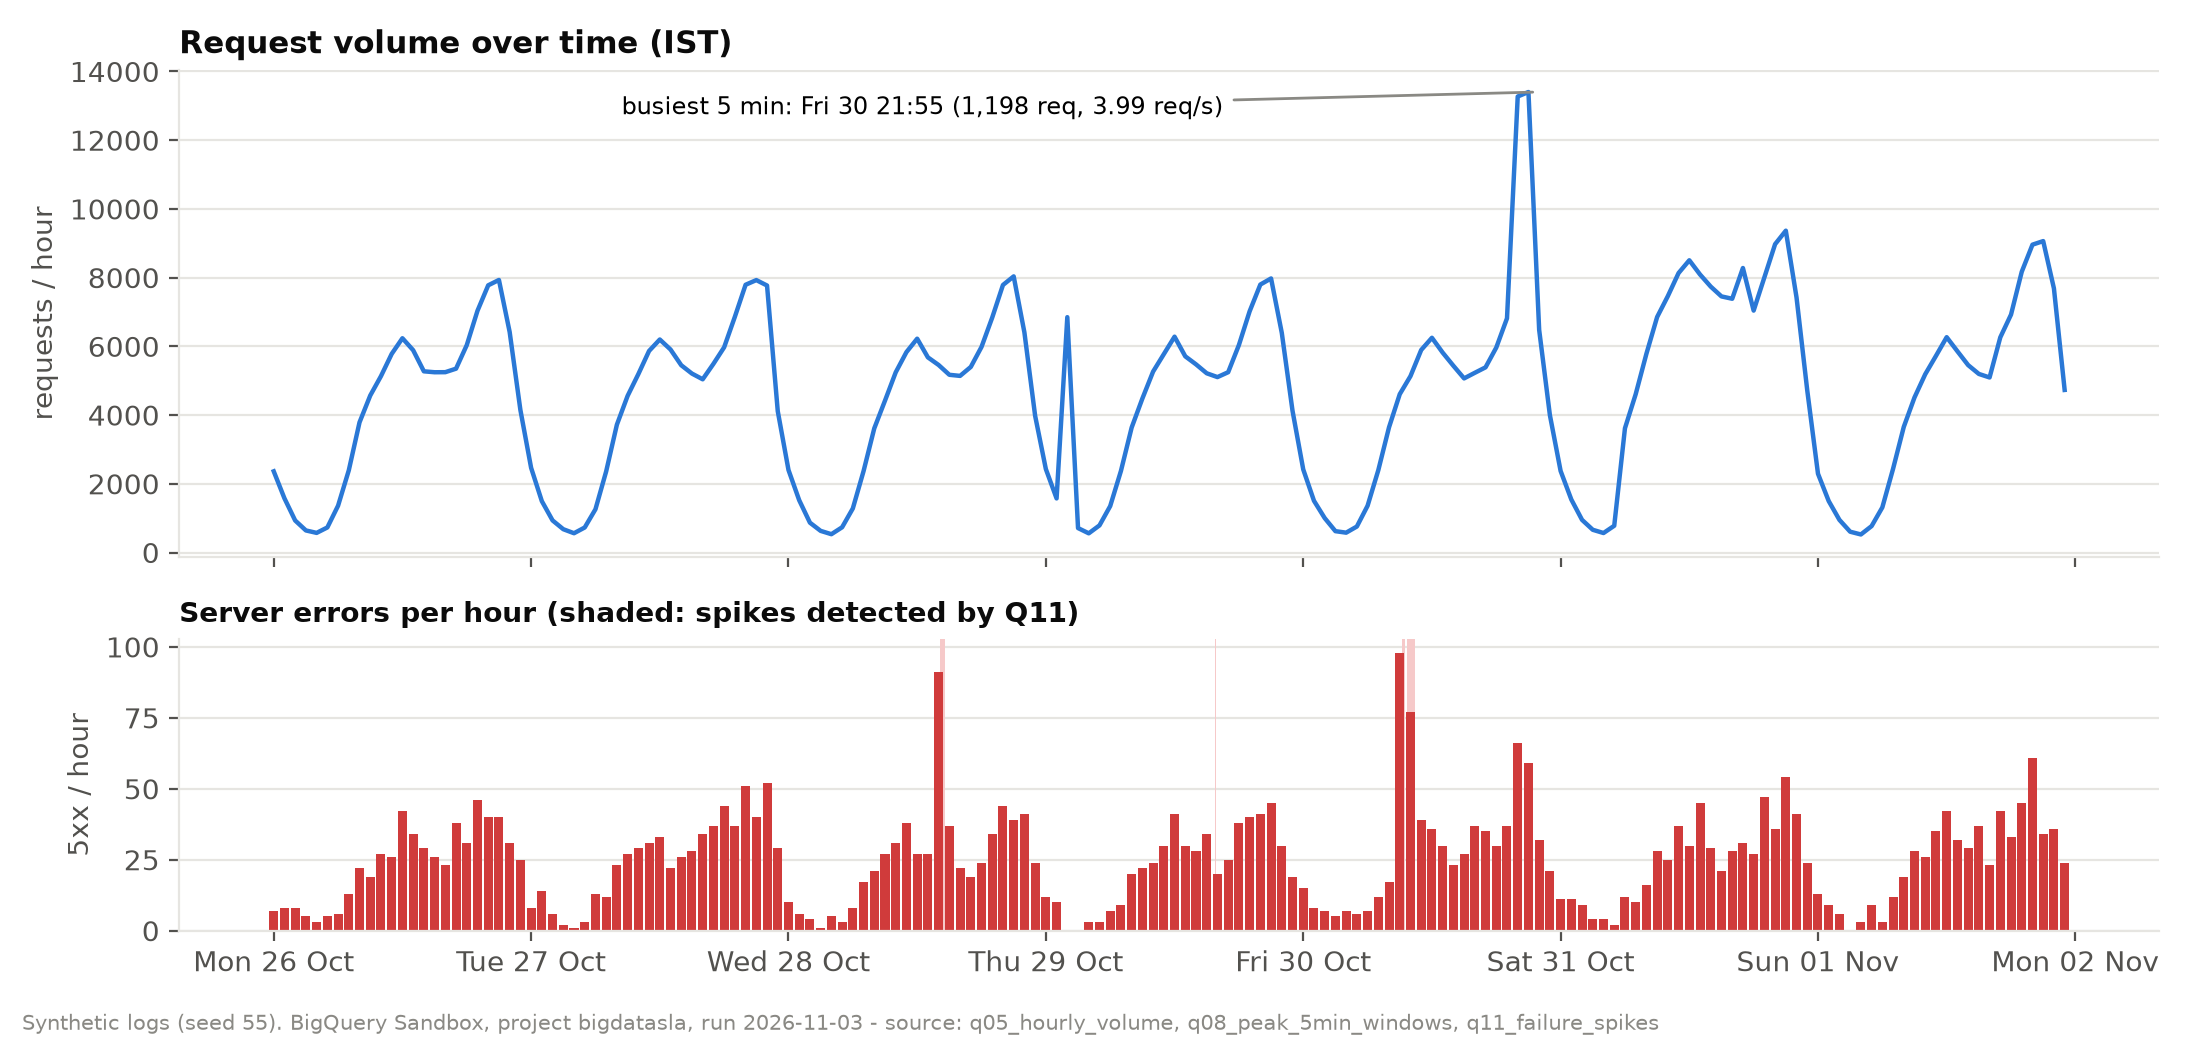 Request volume over time (IST)
14000
12000
10000
8000
6000
4000
2000
0
requests / hour
busiest 5 min: Fri 30 21:55 (1,198 req, 3.99 req/s)
Server errors per hour (shaded: spikes detected by Q11)
100
75
50
25
0
5xx / hour
Mon 26 Oct Tue 27 Oct Wed 28 Oct Thu 29 Oct Fri 30 Oct Sat 31 Oct Sun 01 Nov Mon 02 Nov
Synthetic logs (seed 55). BigQuery Sandbox, project bigdatasla, run 2026-11-03 - source: q05_hourly_volume, q08_peak_5min_windows, q11_failure_spikes